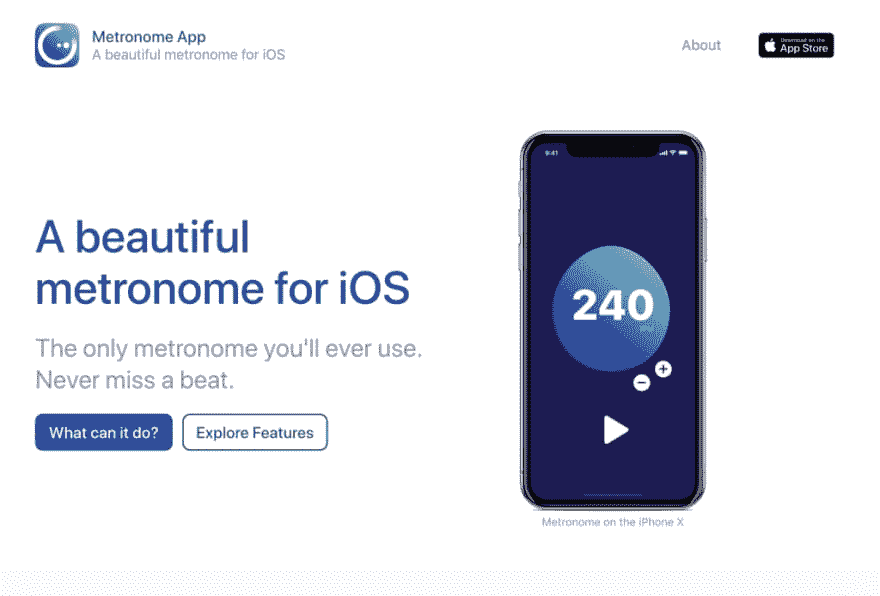 Metronome App
A beautiful metronome for iOS
About
Download on the
App Store
9:41
A beautiful
metronome for iOS
240
The only metronome you'll ever use.
Never miss a beat.
What can it do?
Explore Features
Metronome on the iPhone X